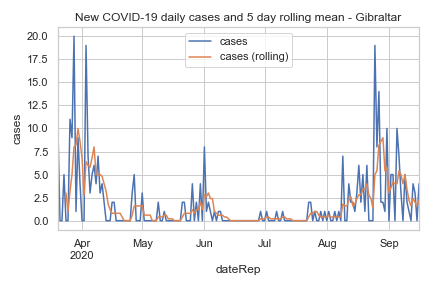 New COVID-19 daily cases and 5 day rolling mean - Gibraltar
cases
cases (rolling)
20.0
17.5
15.0
12.5
10.0
7.5
5.0
2.5
0.0
cases
Apr
2020
May
Jun
Jul
Aug
Sep
dateRep